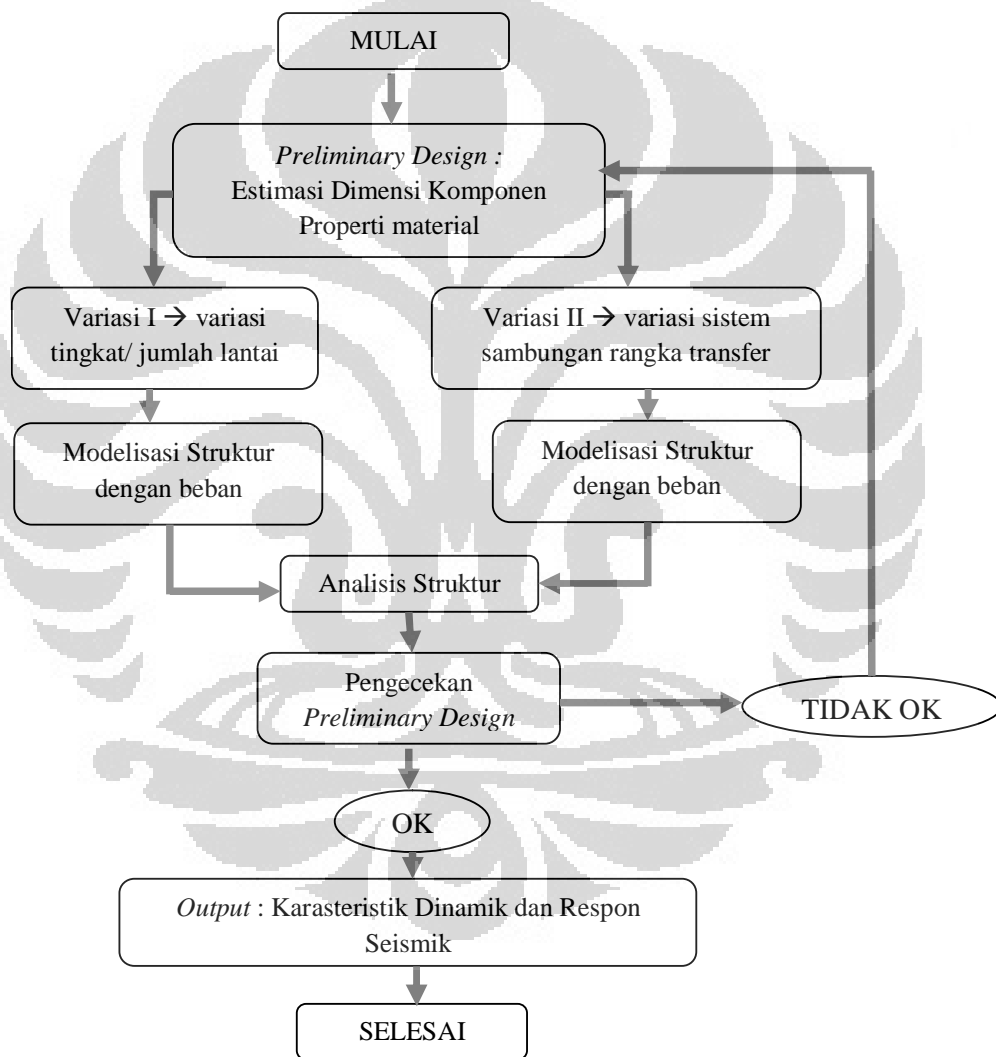 MULAI
Preliminary Design :
Estimasi Dimensi Komponen
Properti material
Variasi I → variasi
tingkat/ jumlah lantai
Variasi II → variasi sistem
sambungan rangka transfer
Modelisasi Struktur
dengan beban
Modelisasi Struktur
dengan beban
Analisis Struktur
Pengecekan
Preliminary Design
TIDAK OK
OK
Output : Karasteristik Dinamik dan Respon
Seismik
SELESAI